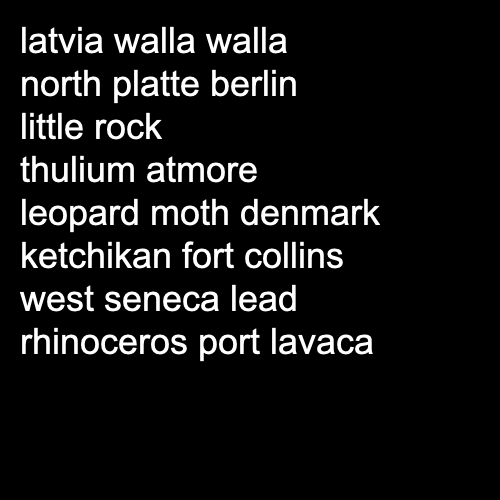 latvia walla walla
north platte berlin
little rock
thulium atmore
leopard moth denmark
ketchikan fort collins
west seneca lead
rhinoceros port lavaca